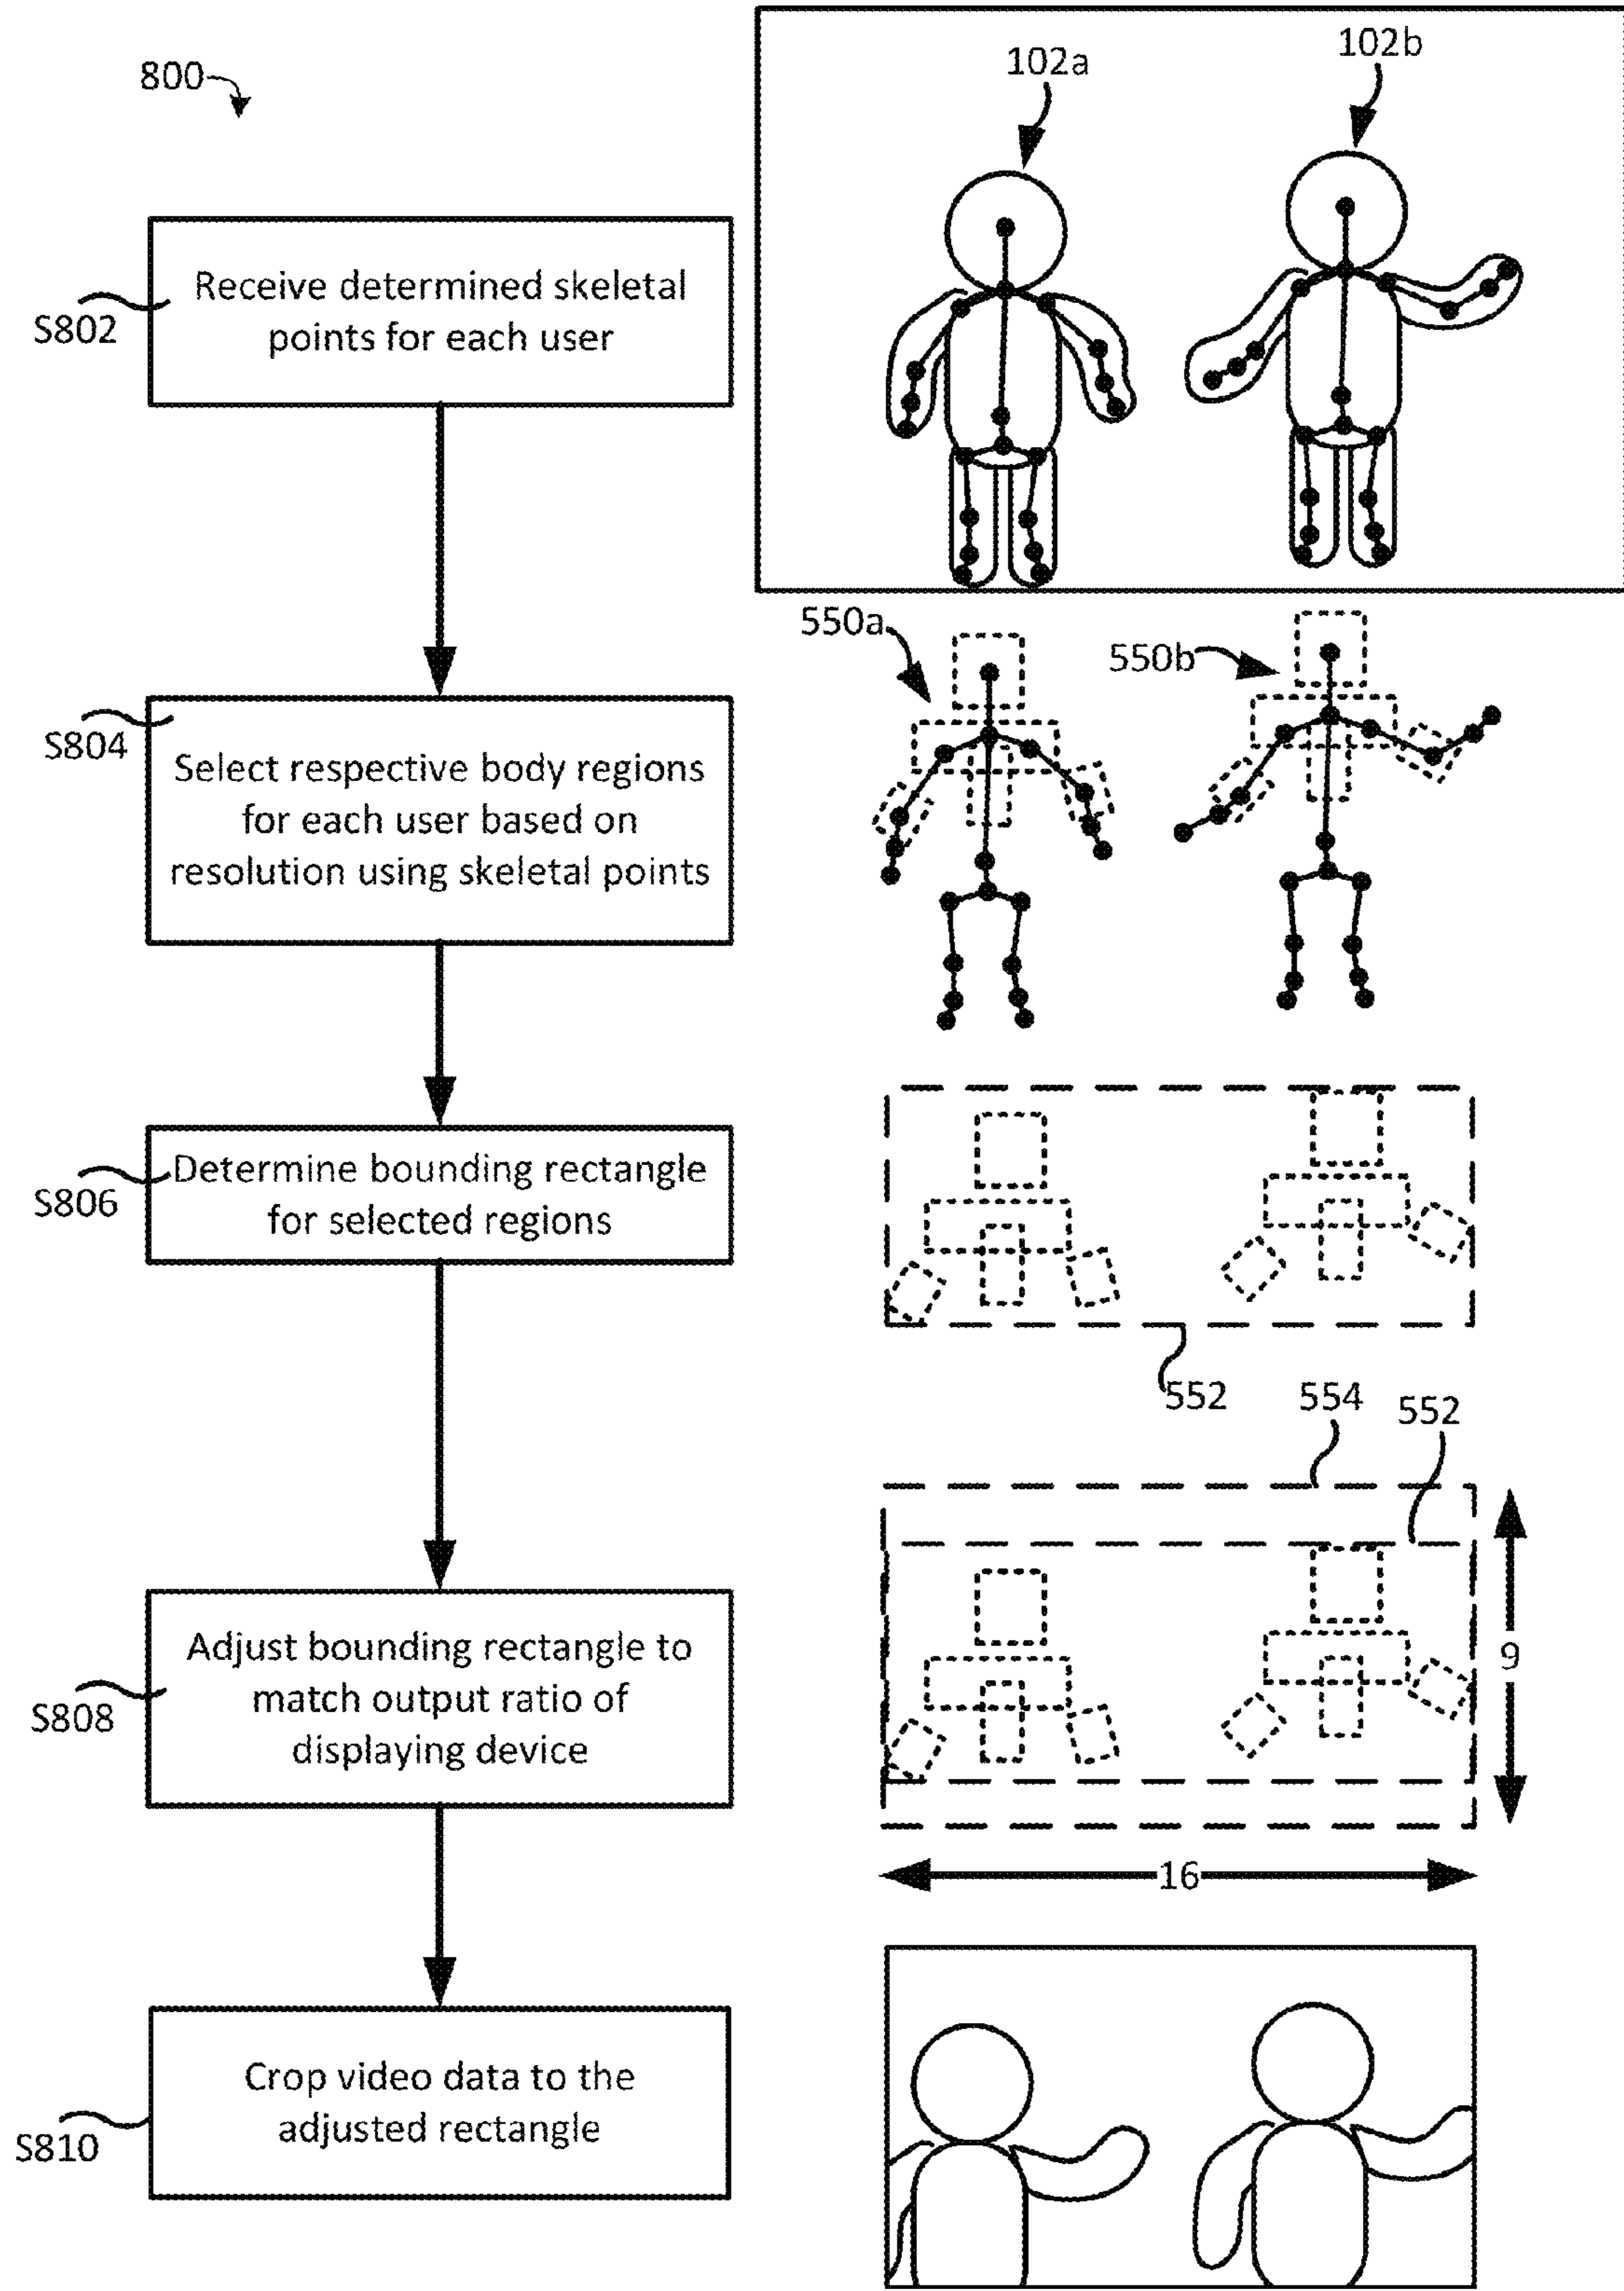 800
102a
102b
S802
Receive determined skeletal
points for each user
550a
550b
S804
Select respective body regions
for each user based on
resolution using skeletal points
S806
Determine bounding rectangle
for selected regions
552
554
552
S808
Adjust bounding rectangle to
match output ratio of
displaying device
9
16
S810
Crop video data to the
adjusted rectangle